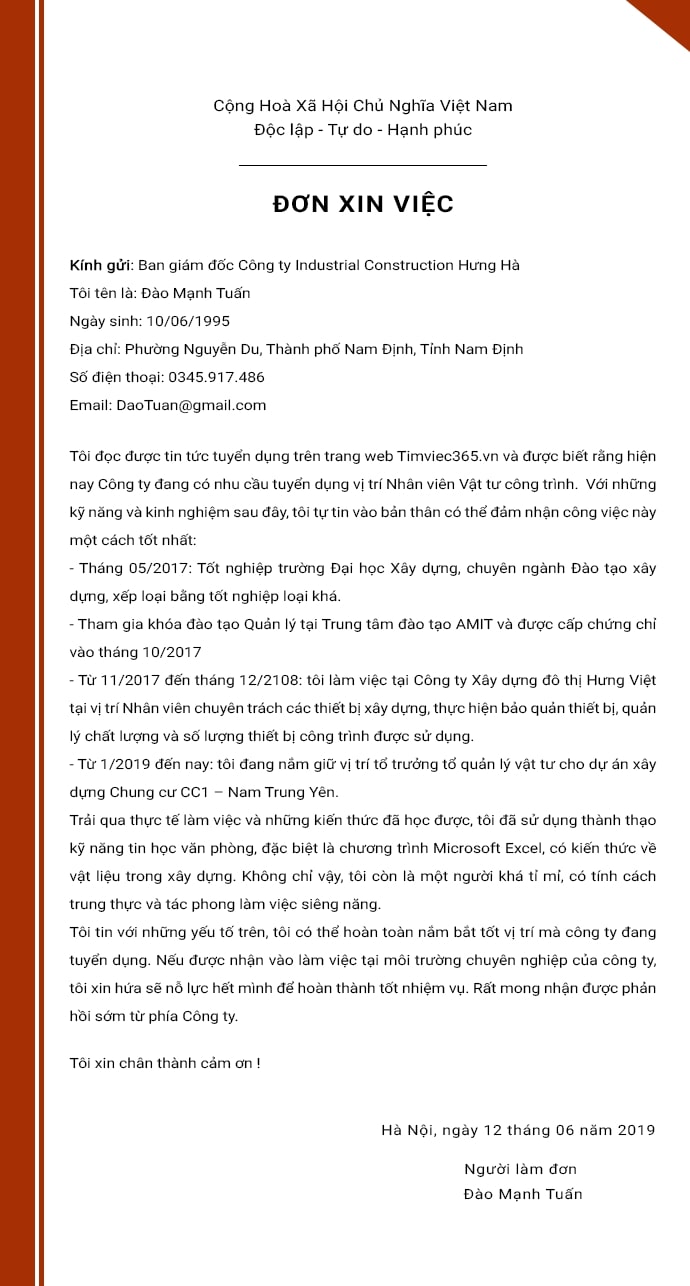 Cộng Hoà Xã Hội Chủ Nghĩa Việt Nam
Độc lập - Tự do - Hạnh phúc
ĐƠN XIN VIỆC
Kính gửi: Ban giám đốc Công ty Industrial Construction Hưng Hà
Tôi tên là: Đào Mạnh Tuấn
Ngày sinh: 10/06/1995
Địa chỉ: Phường Nguyễn Du, Thành phố Nam Định, Tỉnh Nam Định
Số điện thoại: 0345.917.486
Email: DaoTuan@gmail.com
Tôi đọc được tin tức tuyển dụng trên trang web Timviec365.vn và được biết rằng hiện
nay Công ty đang có nhu cầu tuyển dụng vị trí Nhân viên Vật tư công trình. Với những
kỹ năng và kinh nghiệm sau đây, tôi tự tin vào bản thân có thể đảm nhận công việc này
một cách tốt nhất:
- Tháng 05/2017: Tốt nghiệp trường Đại học Xây dựng, chuyên ngành Đào tạo xây
dựng, xếp loại bằng tốt nghiệp loại khá.
- Tham gia khóa đào tạo Quản lý tại Trung tâm đào tạo AMIT và được cấp chứng chỉ
vào tháng 10/2017
- Từ 11/2017 đến tháng 12/2108: tôi làm việc tại Công ty Xây dựng đô thị Hưng Việt
tại vị trí Nhân viên chuyên trách các thiết bị xây dựng, thực hiện bảo quản thiết bị, quản
lý chất lượng và số lượng thiết bị công trình được sử dụng.
- Từ 1/2019 đến nay: tôi đang nắm giữ vị trí tổ trưởng tổ quản lý vật tư cho dự án xây
dựng Chung cư CC1 – Nam Trung Yên.
Trải qua thực tế làm việc và những kiến thức đã học được, tôi đã sử dụng thành thạo
kỹ năng tin học văn phòng, đặc biệt là chương trình Microsoft Excel, có kiến thức về
vật liệu trong xây dựng. Không chỉ vậy, tôi còn là một người khá tỉ mỉ, có tính cách
trung thực và tác phong làm việc siêng năng.
Tôi tin với những yếu tố trên, tôi có thể hoàn toàn nắm bắt tốt vị trí mà công ty đang
tuyển dụng. Nếu được nhận vào làm việc tại môi trường chuyên nghiệp của công ty,
tôi xin hứa sẽ nỗ lực hết mình để hoàn thành tốt nhiệm vụ. Rất mong nhận được phản
hồi sớm từ phía Công ty.
Tôi xin chân thành cảm ơn !
Hà Nội, ngày 12 tháng 06 năm 2019
Người làm đơn
Đào Mạnh Tuấn